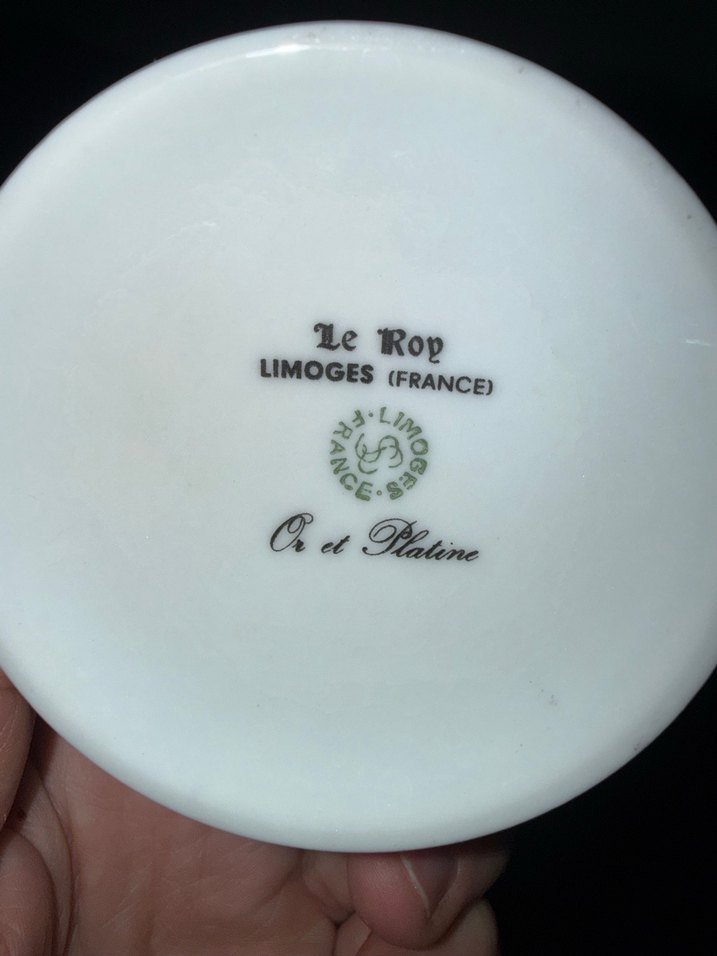 Le Roy
LIMOGES (FRANCE)
LIMOGES · FRANCE ·
Or et Platine